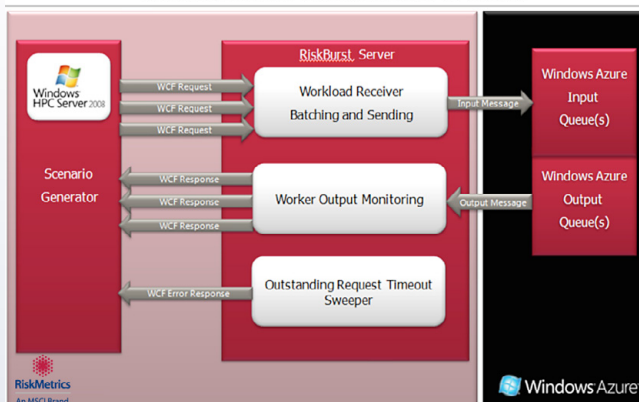 RiskBurst Server
Windows
HPC Server 2008
Scenario
Generator
WCF Request
WCF Request
WCF Request
Workload Receiver
Batching and Sending
Input Message
Windows Azure
Input
Queue(s)
WCF Response
WCF Response
WCF Response
Worker Output Monitoring
Output Message
Windows Azure
Output
Queue(s)
WCF Error Response
Outstanding Request Timeout
Sweeper
RiskMetrics
An MSCI Brand
Windows Azure